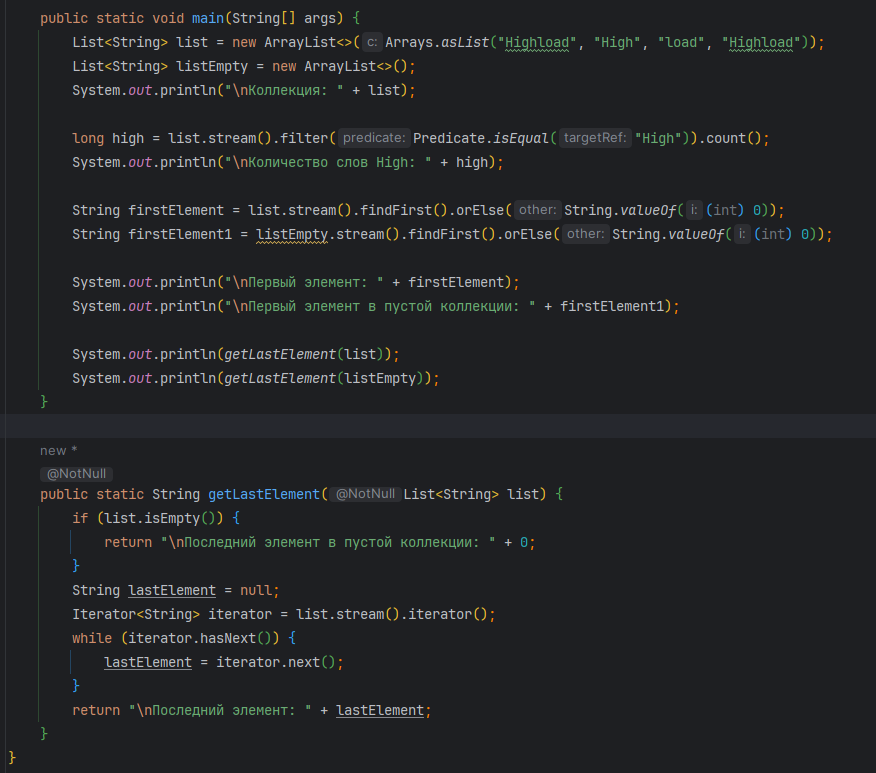 public static void main(String[] args) {
List<String> list = new ArrayList<>( c: Arrays.asList("Highload", "High", "load", "Highload"));
List<String> listEmpty = new ArrayList<>();
System.out.println("\nКоллекция: " + list);
long high = list.stream().filter( predicate: Predicate.isEqual( targetRef: "High")).count();
System.out.println("\nКоличество слов High: " + high);
String firstElement = list.stream().findFirst().orElse( other: String.valueOf( i: (int) 0));
String firstElement1 = listEmpty.stream().findFirst().orElse( other: String.valueOf( i: (int) 0));
System.out.println("\nПервый элемент: " + firstElement);
System.out.println("\nПервый элемент в пустой коллекции: " + firstElement1);
System.out.println(getLastElement(list));
System.out.println(getLastElement(listEmpty));
}
new *
@NotNull
public static String getLastElement( @NotNull List<String> list) {
if (list.isEmpty()) {
return "\nПоследний элемент в пустой коллекции: " + 0;
}
String lastElement = null;
Iterator<String> iterator = list.stream().iterator();
while (iterator.hasNext()) {
lastElement = iterator.next();
}
return "\nПоследний элемент: " + lastElement;
}
}